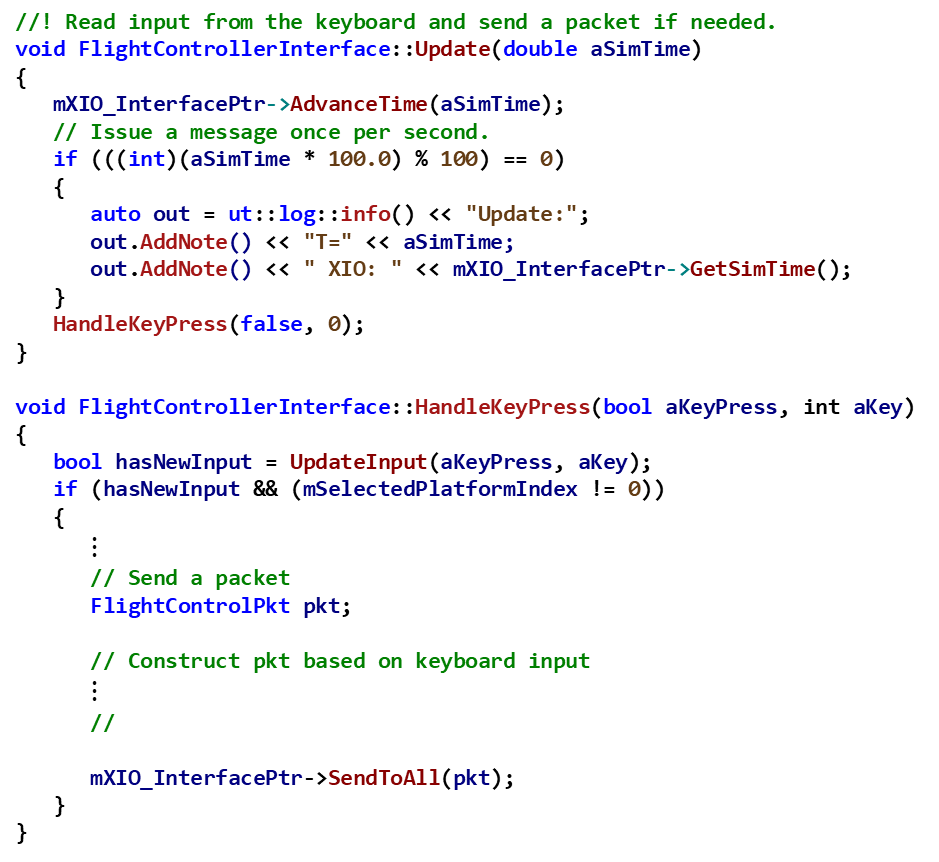 //! Read input from the keyboard and send a packet if needed.
void FlightControllerInterface::Update(double aSimTime)
{
   mXIO_InterfacePtr->AdvanceTime(aSimTime);
   // Issue a message once per second.
   if (((int)(aSimTime * 100.0) % 100) == 0)
   {
      auto out = ut::log::info() << "Update:";
      out.AddNote() << "T=" << aSimTime;
      out.AddNote() << " XIO: " << mXIO_InterfacePtr->GetSimTime();
   }
   HandleKeyPress(false, 0);
}

void FlightControllerInterface::HandleKeyPress(bool aKeyPress, int aKey)
{
   bool hasNewInput = UpdateInput(aKeyPress, aKey);
   if (hasNewInput && (mSelectedPlatformIndex != 0))
   {
      ⋮
      // Send a packet
      FlightControlPkt pkt;

      // Construct pkt based on keyboard input
      ⋮
      //

      mXIO_InterfacePtr->SendToAll(pkt);
   }
}